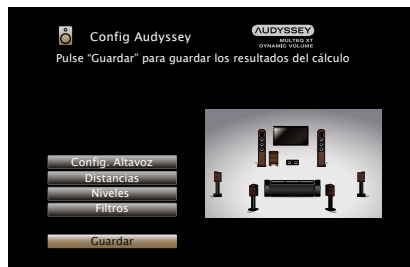 Config Audyssey
AUDYSSEY
MULTEQ XT
DYNAMIC VOLUME
Pulse “Guardar” para guardar los resultados del cálculo
Config. Altavoz
Distancias
Niveles
Filtros
Guardar